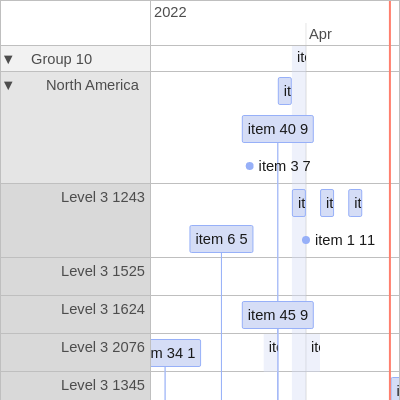 2022
Apr
▼ Group 10 it
▼ North America it
item 40 9
item 3 7
Level 3 1243 it it it
item 6 5 item 1 11
Level 3 1525
Level 3 1624 item 45 9
Level 3 2076 m 34 1 it it
Level 3 1345 i